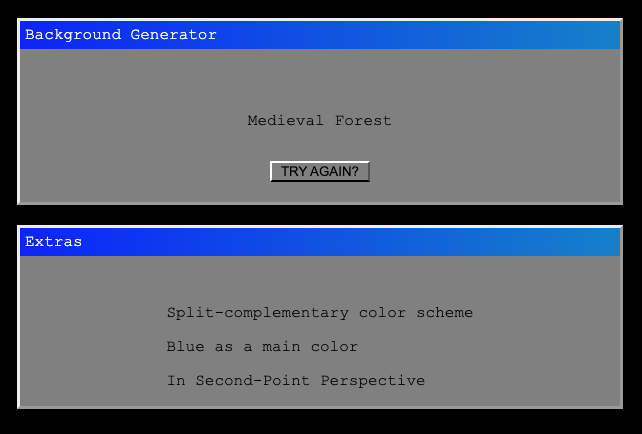 Background Generator
Medieval Forest
TRY AGAIN?
Extras
Split-complementary color scheme
Blue as a main color
In Second-Point Perspective